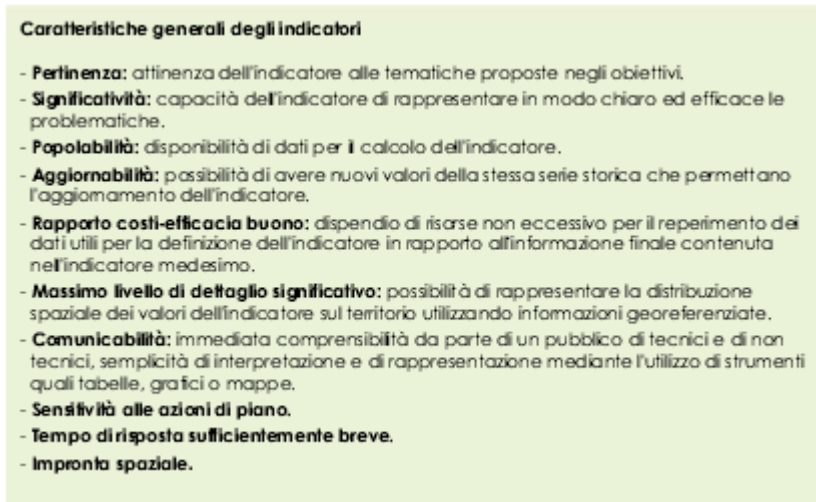 Caratteristiche generali degli indicatori
- Pertinenza: attinenza dell'indicatore alle tematiche proposte negli obiettivi.
- Significatività: capacità dell'indicatore di rappresentare in modo chiaro ed efficace le
problematiche.
- Popolabilità: disponibilità di dati per il calcolo dell'indicatore.
- Aggiornabilità: possibilità di avere nuovi valori della stessa serie storica che permettano
l'aggiornamento dell'indicatore.
- Rapporto costi-efficacia buono: dispendio di risorse non eccessivo per il reperimento dei
dati utili per la definizione dell'indicatore in rapporto all'informazione finale contenuta
nell'indicatore medesimo.
- Massimo livello di dettaglio significativo: possibilità di rappresentare la distribuzione
spaziale dei valori dell'indicatore sul territorio utilizzando informazioni georeferenziate.
- Comunicabilità: immediata comprensibilità da parte di un pubblico di tecnici e di non
tecnici, semplicità di interpretazione e di rappresentazione mediante l'utilizzo di strumenti
quali tabelle, grafici o mappe.
- Sensitività alle azioni di piano.
- Tempo di risposta sufficientemente breve.
- Impronta spaziale.